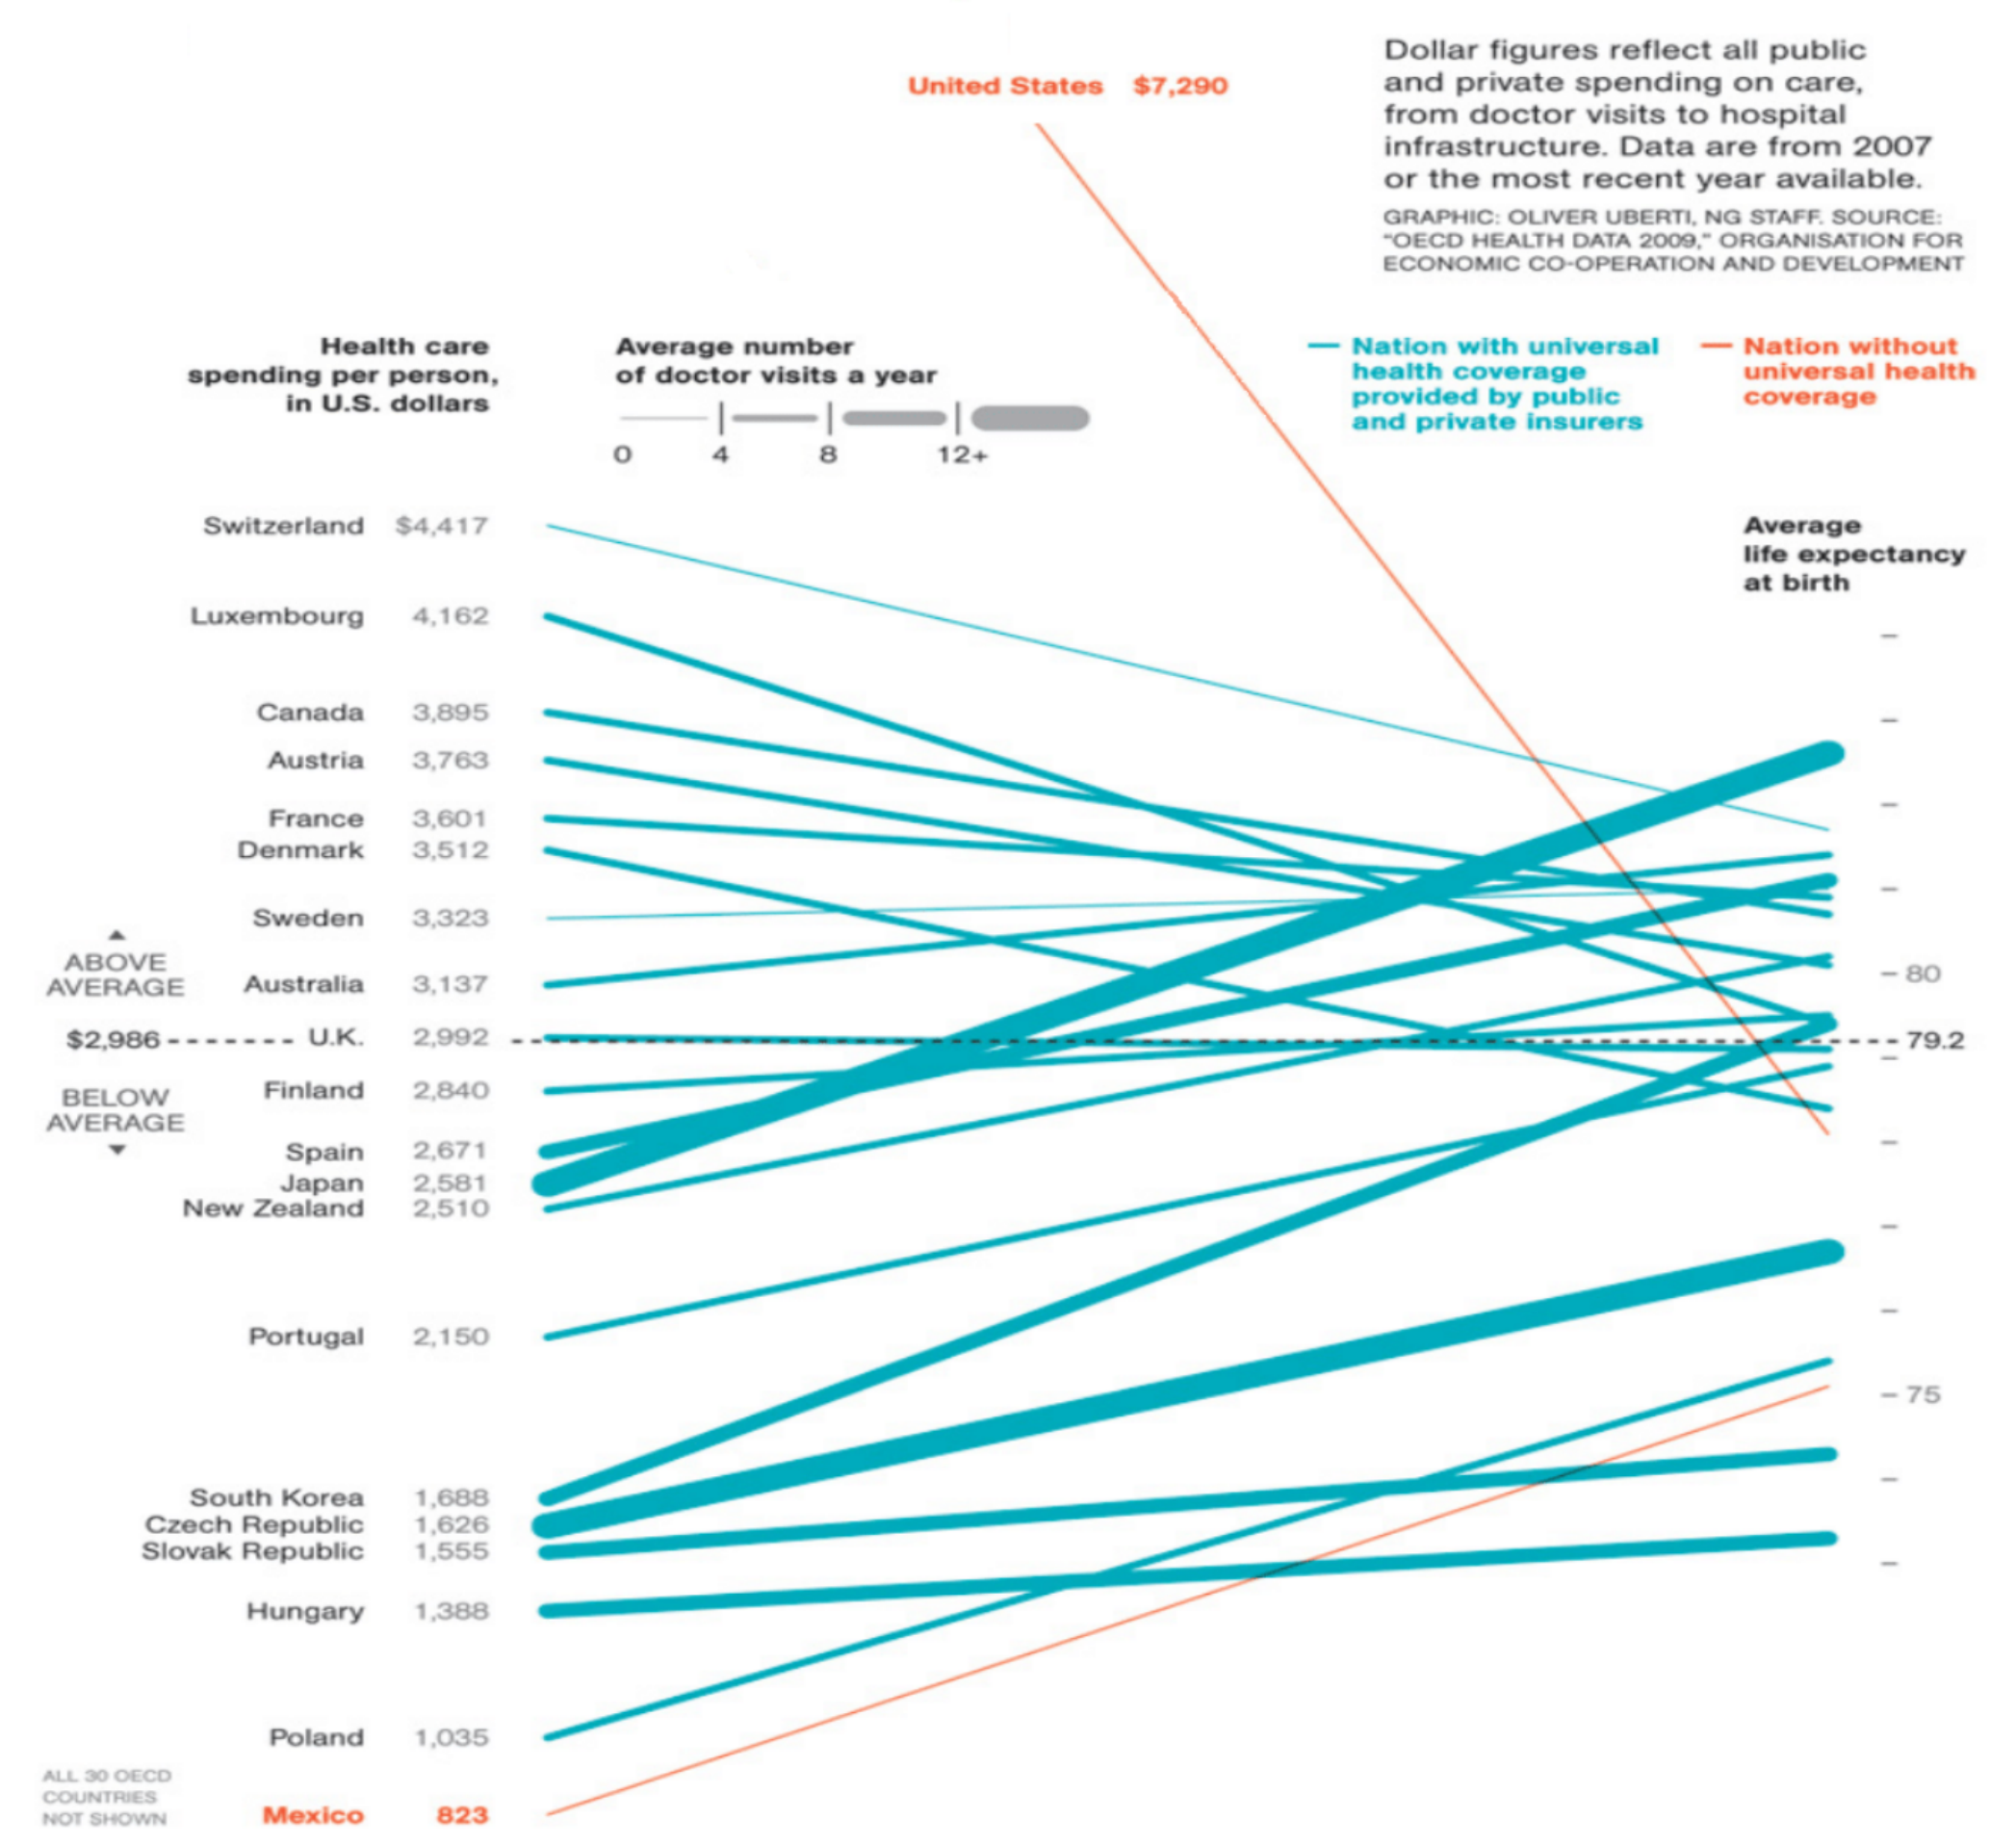 United States $7,290
Dollar figures reflect all public
and private spending on care,
from doctor visits to hospital
infrastructure. Data are from 2007
or the most recent year available.
GRAPHIC: OLIVER UBERTI, NG STAFF. SOURCE:
"OECD HEALTH DATA 2009," ORGANISATION FOR
ECONOMIC CO-OPERATION AND DEVELOPMENT
Health care
spending per person,
in U.S. dollars
Average number
of doctor visits a year
0 4 8 12+
Nation with universal
health coverage
provided by public
and private insurers
Nation without
universal health
coverage
Average
life expectancy
at birth
Switzerland $4,417
Luxembourg 4,162
Canada 3,895
Austria 3,763
France 3,601
Denmark 3,512
Sweden 3,323
ABOVE
AVERAGE
Australia 3,137
80
$2,986
U.K. 2,992
79.2
BELOW
AVERAGE
Finland 2,840
Spain 2,671
Japan 2,581
New Zealand 2,510
Portugal 2,150
75
South Korea 1,688
Czech Republic 1,626
Slovak Republic 1,555
Hungary 1,388
Poland 1,035
ALL 30 OECD
COUNTRIES
NOT SHOWN
Mexico 823